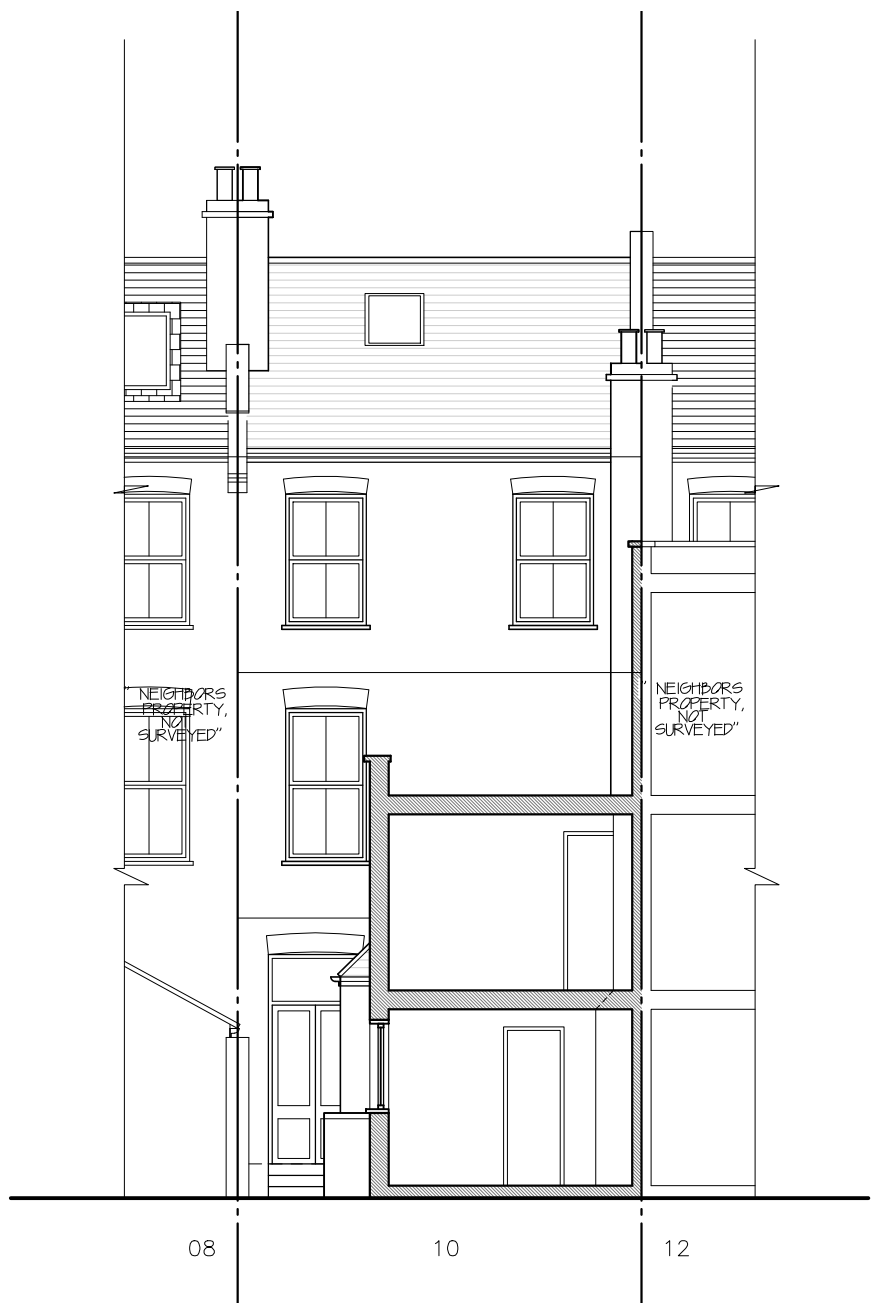 " NEIGHBORS
PROPERTY,
NOT
SURVEYED"
" NEIGHBORS
PROPERTY,
NOT
SURVEYED"
08
10
12